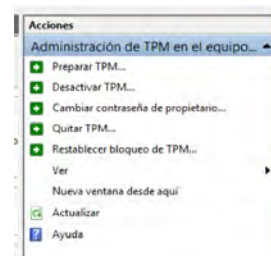 Acciones
Administración de TPM en el equipo...
Preparar TPM...
Desactivar TPM...
Cambiar contraseña de propietario...
Quitar TPM...
Restablecer bloqueo de TPM...
Ver
Nueva ventana desde aquí
Actualizar
Ayuda